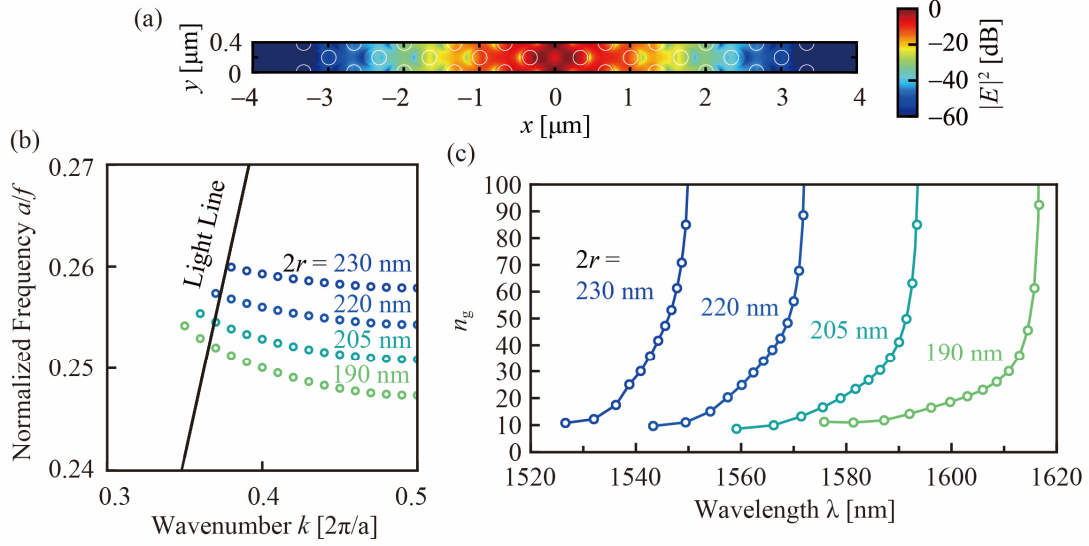 (a)
y [μm]
0.4
0
−4 −3 −2 −1 0 1 2 3 4
x [μm]
0
−20
−40
−60
|E|² [dB]
(b)
Normalized Frequency a/f
0.27
0.26
0.25
0.24
Light Line
2r = 230 nm
220 nm
205 nm
190 nm
0.3 0.4 0.5
Wavenumber k [2π/a]
(c)
n_g
100
90
80
70
60
50
40
30
20
10
0
2r =
230 nm
220 nm
205 nm
190 nm
1520 1540 1560 1580 1600 1620
Wavelength λ [nm]